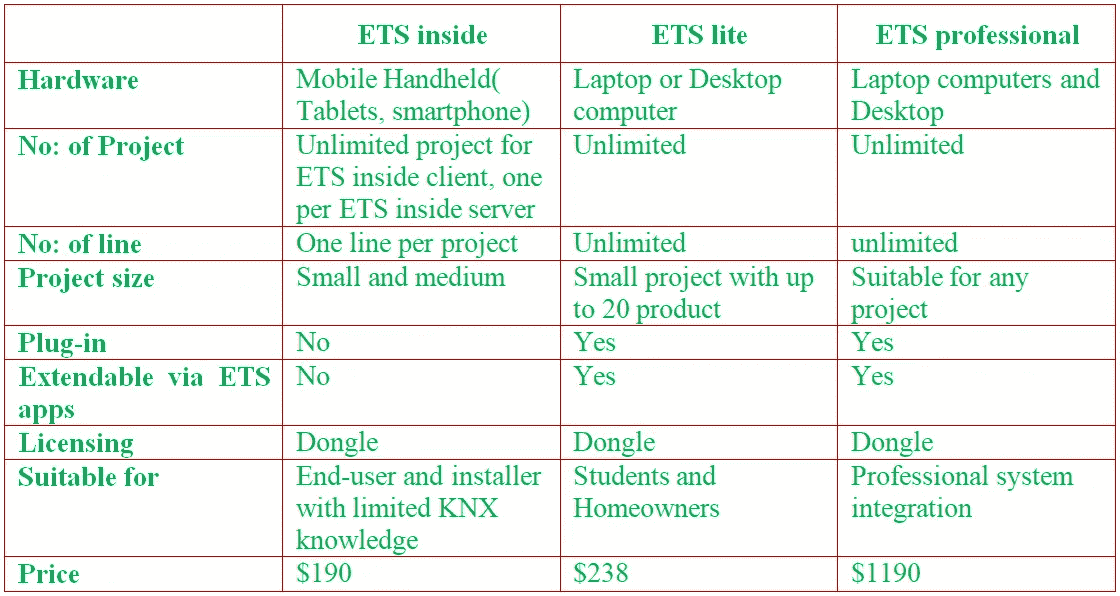 ETS inside ETS lite ETS professional
Hardware Mobile Handheld( Laptop or Desktop Laptop computers and
Tablets, smartphone) computer Desktop
No: of Project Unlimited project for Unlimited Unlimited
ETS inside client, one
per ETS inside server
No: of line One line per project Unlimited unlimited
Project size Small and medium Small project with up Suitable for any
to 20 product project
Plug-in No Yes Yes
Extendable via ETS No Yes Yes
apps
Licensing Dongle Dongle Dongle
Suitable for End-user and installer Students and Professional system
with limited KNX Homeowners integration
knowledge
Price $190 $238 $1190